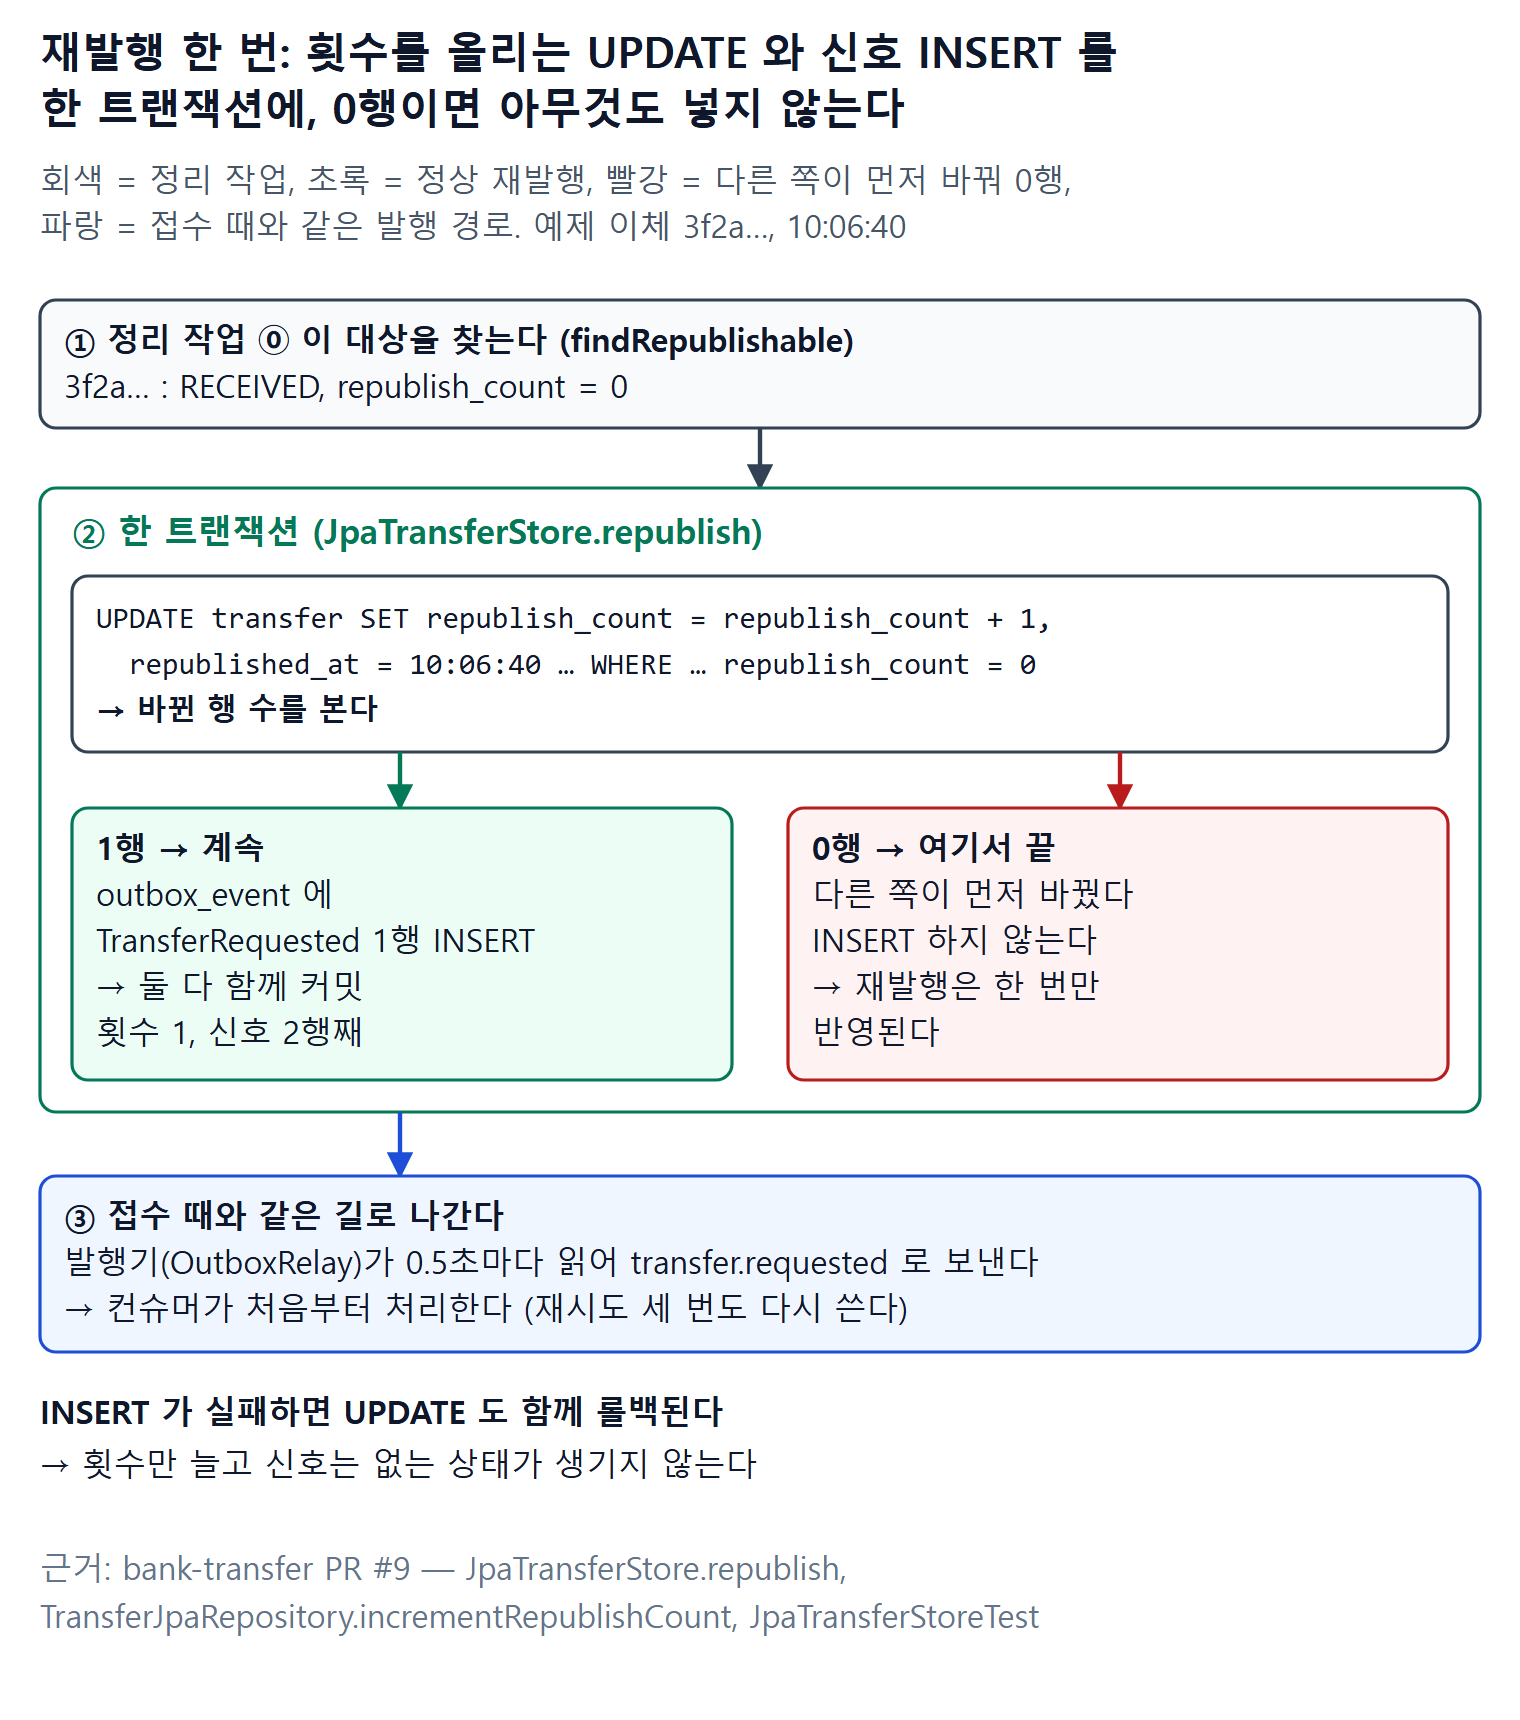 재발행 한 번: 횟수를 올리는 UPDATE 와 신호 INSERT 를
한 트랜잭션에, 0행이면 아무것도 넣지 않는다
회색 = 정리 작업, 초록 = 정상 재발행, 빨강 = 다른 쪽이 먼저 바꿔 0행,
파랑 = 접수 때와 같은 발행 경로. 예제 이체 3f2a…, 10:06:40
① 정리 작업 ⓪ 이 대상을 찾는다 (findRepublishable)
3f2a… : RECEIVED, republish_count = 0
② 한 트랜잭션 (JpaTransferStore.republish)
UPDATE transfer SET republish_count = republish_count + 1,
republished_at = 10:06:40 … WHERE … republish_count = 0
→ 바뀐 행 수를 본다
1행 → 계속
outbox_event 에
TransferRequested 1행 INSERT
→ 둘 다 함께 커밋
횟수 1, 신호 2행째
0행 → 여기서 끝
다른 쪽이 먼저 바꿨다
INSERT 하지 않는다
→ 재발행은 한 번만
반영된다
③ 접수 때와 같은 길로 나간다
발행기(OutboxRelay)가 0.5초마다 읽어 transfer.requested 로 보낸다
→ 컨슈머가 처음부터 처리한다 (재시도 세 번도 다시 쓴다)
INSERT 가 실패하면 UPDATE 도 함께 롤백된다
→ 횟수만 늘고 신호는 없는 상태가 생기지 않는다
근거: bank-transfer PR #9 — JpaTransferStore.republish,
TransferJpaRepository.incrementRepublishCount, JpaTransferStoreTest